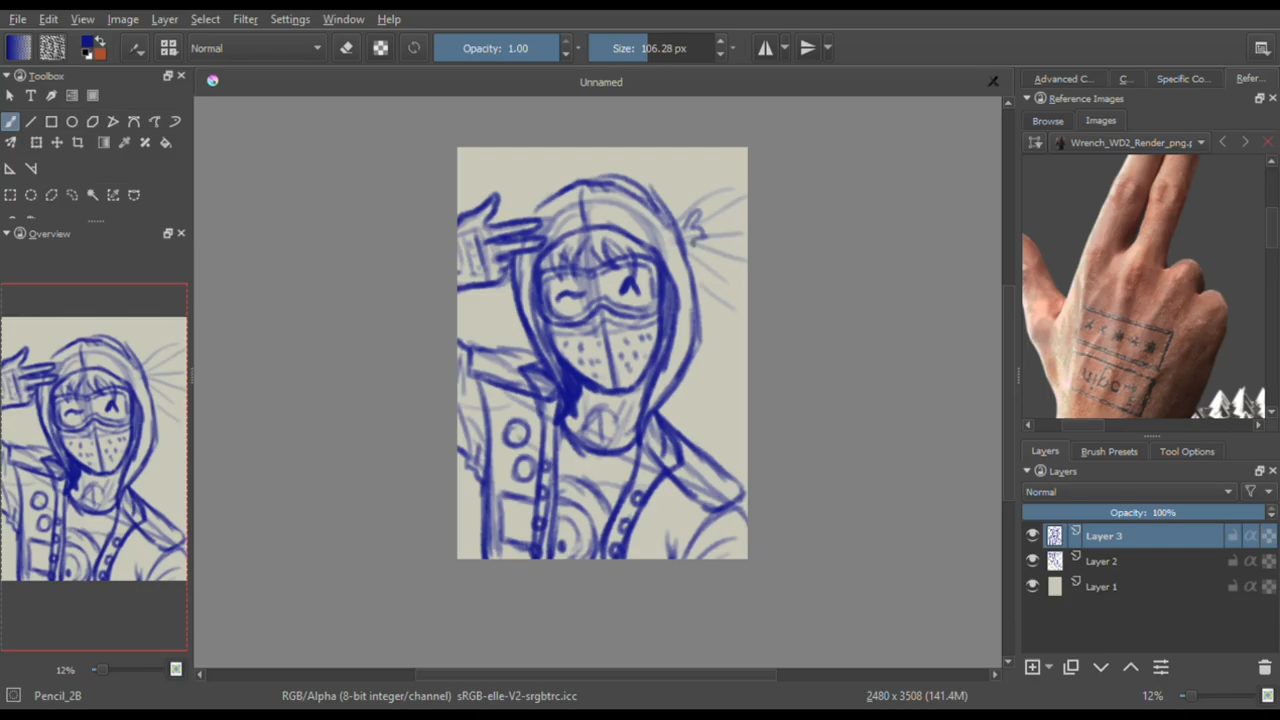 File Edit View Image Layer Select Filter Settings Window Help
Normal Opacity: 1.00 Size: 106.28 px
Toolbox
Unnamed
Advanced C... C... Specific Co... Refer...
Reference Images
Browse Images
Wrench_WD2_Render_png.p
Overview
Layers Brush Presets Tool Options
Layers
Normal
Opacity: 100%
Layer 3
Layer 2
Layer 1
12%
Pencil_2B RGB/Alpha (8-bit integer/channel) sRGB-elle-V2-srgbtrc.icc 2480 x 3508 (141.4M) 12%